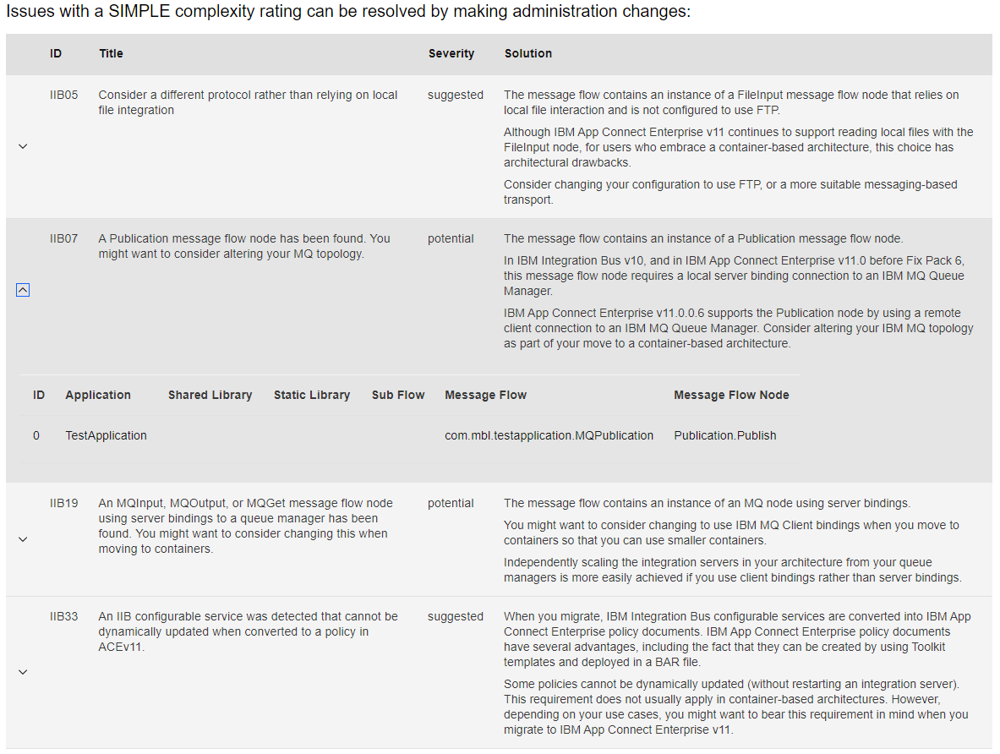 Issues with a SIMPLE complexity rating can be resolved by making administration changes:
ID Title Severity Solution
IIB05 Consider a different protocol rather than relying on local suggested The message flow contains an instance of a FileInput message flow node that relies on
file integration local file interaction and is not configured to use FTP.
Although IBM App Connect Enterprise v11 continues to support reading local files with the
FileInput node, for users who embrace a container-based architecture, this choice has
architectural drawbacks.
Consider changing your configuration to use FTP, or a more suitable messaging-based
transport.
IIB07 A Publication message flow node has been found. You potential The message flow contains an instance of a Publication message flow node.
might want to consider altering your MQ topology.
In IBM Integration Bus v10, and in IBM App Connect Enterprise v11.0 before Fix Pack 6,
this message flow node requires a local server binding connection to an IBM MQ Queue
Manager.
IBM App Connect Enterprise v11.0.0.6 supports the Publication node by using a remote
client connection to an IBM MQ Queue Manager. Consider altering your IBM MQ topology
as part of your move to a container-based architecture.
ID Application Shared Library Static Library Sub Flow Message Flow Message Flow Node
0 TestApplication com.mbl.testapplication.MQPublication Publication.Publish
IIB19 An MQInput, MQOutput, or MQGet message flow node potential The message flow contains an instance of an MQ node using server bindings.
using server bindings to a queue manager has been
found. You might want to consider changing this when
moving to containers.
You might want to consider changing to use IBM MQ Client bindings when you move to
containers so that you can use smaller containers.
Independently scaling the integration servers in your architecture from your queue
managers is more easily achieved if you use client bindings rather than server bindings.
IIB33 An IIB configurable service was detected that cannot be suggested When you migrate, IBM Integration Bus configurable services are converted into IBM App
dynamically updated when converted to a policy in Connect Enterprise policy documents. IBM App Connect Enterprise policy documents
ACEv11. have several advantages, including the fact that they can be created by using Toolkit
templates and deployed in a BAR file.
Some policies cannot be dynamically updated (without restarting an integration server).
This requirement does not usually apply in container-based architectures. However,
depending on your use cases, you might want to bear this requirement in mind when you
migrate to IBM App Connect Enterprise v11.